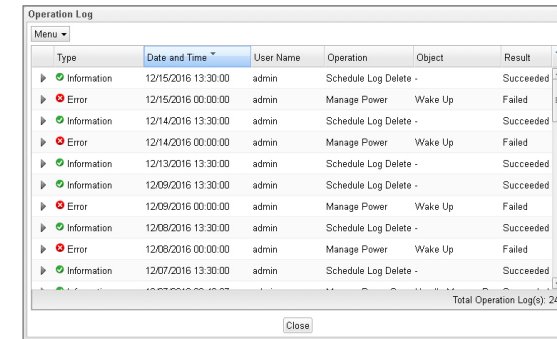 Operation Log
Menu
Type Date and Time User Name Operation Object Result
Information 12/15/2016 13:30:00 admin Schedule Log Delete - Succeeded
Error 12/15/2016 00:00:00 admin Manage Power Wake Up Failed
Information 12/14/2016 13:30:00 admin Schedule Log Delete - Succeeded
Error 12/14/2016 00:00:00 admin Manage Power Wake Up Failed
Information 12/13/2016 13:30:00 admin Schedule Log Delete - Succeeded
Information 12/09/2016 13:30:00 admin Schedule Log Delete - Succeeded
Error 12/09/2016 00:00:00 admin Manage Power Wake Up Failed
Information 12/08/2016 13:30:00 admin Schedule Log Delete - Succeeded
Error 12/08/2016 00:00:00 admin Manage Power Wake Up Failed
Information 12/07/2016 13:30:00 admin Schedule Log Delete - Succeeded
Total Operation Log(s): 24
Close